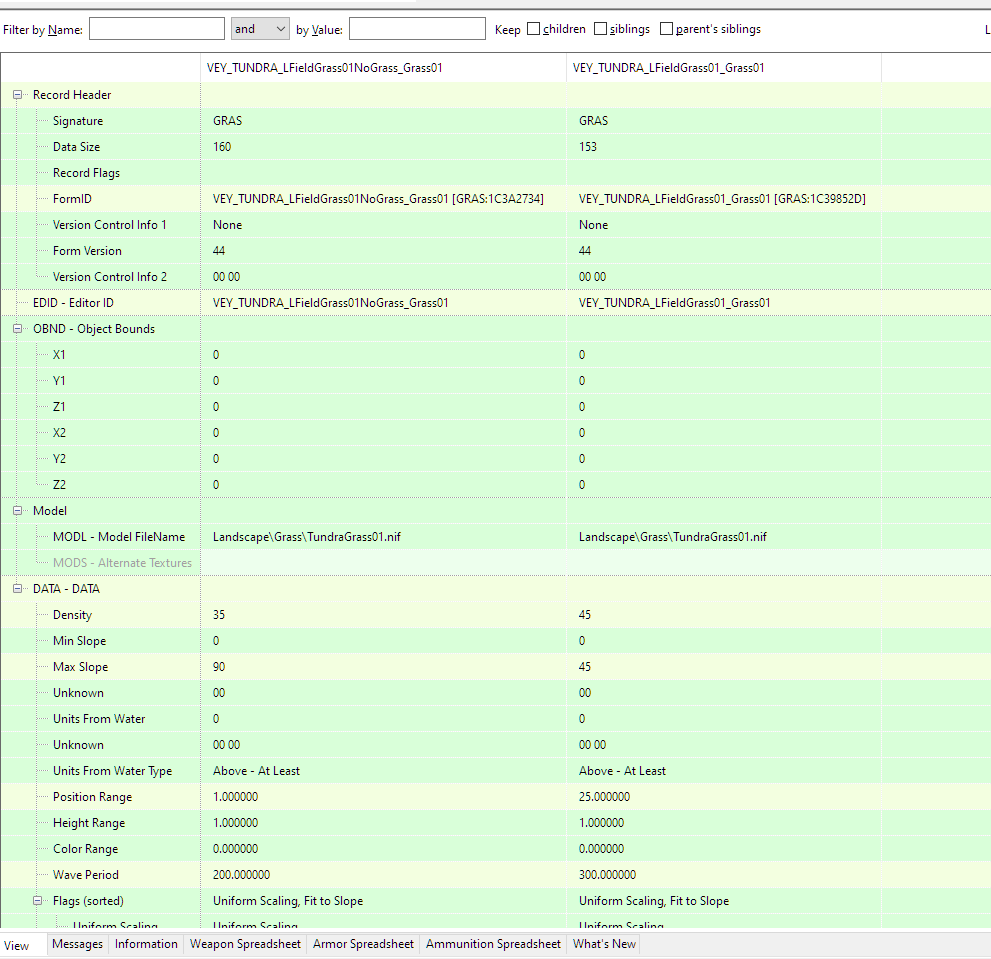 Filter by Name: and by Value: Keep children siblings parent's siblings L
VEY_TUNDRA_LFieldGrass01NoGrass_Grass01 VEY_TUNDRA_LFieldGrass01_Grass01
Record Header
Signature GRAS GRAS
Data Size 160 153
Record Flags
FormID VEY_TUNDRA_LFieldGrass01NoGrass_Grass01 [GRAS:1C3A2734] VEY_TUNDRA_LFieldGrass01_Grass01 [GRAS:1C39852D]
Version Control Info 1 None None
Form Version 44 44
Version Control Info 2 00 00 00 00
EDID - Editor ID VEY_TUNDRA_LFieldGrass01NoGrass_Grass01 VEY_TUNDRA_LFieldGrass01_Grass01
OBND - Object Bounds
X1 0 0
Y1 0 0
Z1 0 0
X2 0 0
Y2 0 0
Z2 0 0
Model
MODL - Model FileName Landscape\Grass\TundraGrass01.nif Landscape\Grass\TundraGrass01.nif
MODS - Alternate Textures
DATA - DATA
Density 35 45
Min Slope 0 0
Max Slope 90 45
Unknown 00 00
Units From Water 0 0
Unknown 00 00 00 00
Units From Water Type Above - At Least Above - At Least
Position Range 1.000000 25.000000
Height Range 1.000000 1.000000
Color Range 0.000000 0.000000
Wave Period 200.000000 300.000000
Flags (sorted) Uniform Scaling, Fit to Slope Uniform Scaling, Fit to Slope
Uniform Scaling Uniform Scaling Uniform Scaling
View Messages Information Weapon Spreadsheet Armor Spreadsheet Ammunition Spreadsheet What's New